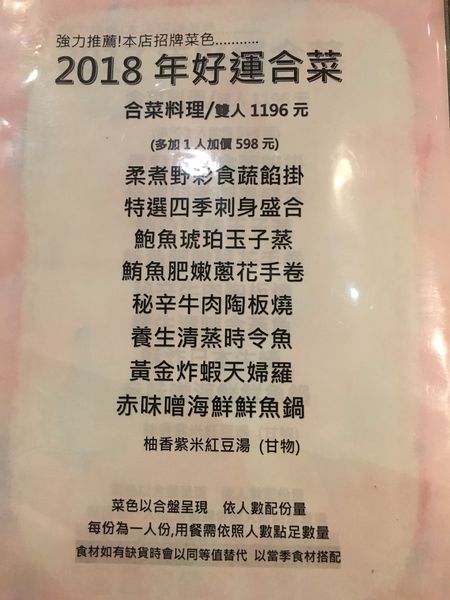 強力推薦!本店招牌菜色...........
2018 年好運合菜
合菜料理/雙人 1196 元
(多加 1 人加價 598 元)
柔煮野彩食蔬餡掛
特選四季刺身盛合
鮑魚琥珀玉子蒸
鮪魚肥嫩蔥花手卷
秘辛牛肉陶板燒
養生清蒸時令魚
黃金炸蝦天婦羅
赤味噌海鮮鮮魚鍋
柚香紫米紅豆湯 (甘物)
菜色以合盤呈現 依人數配份量
每份為一人份,用餐需依照人數點足數量
食材如有缺貨時會以同等值替代 以當季食材搭配